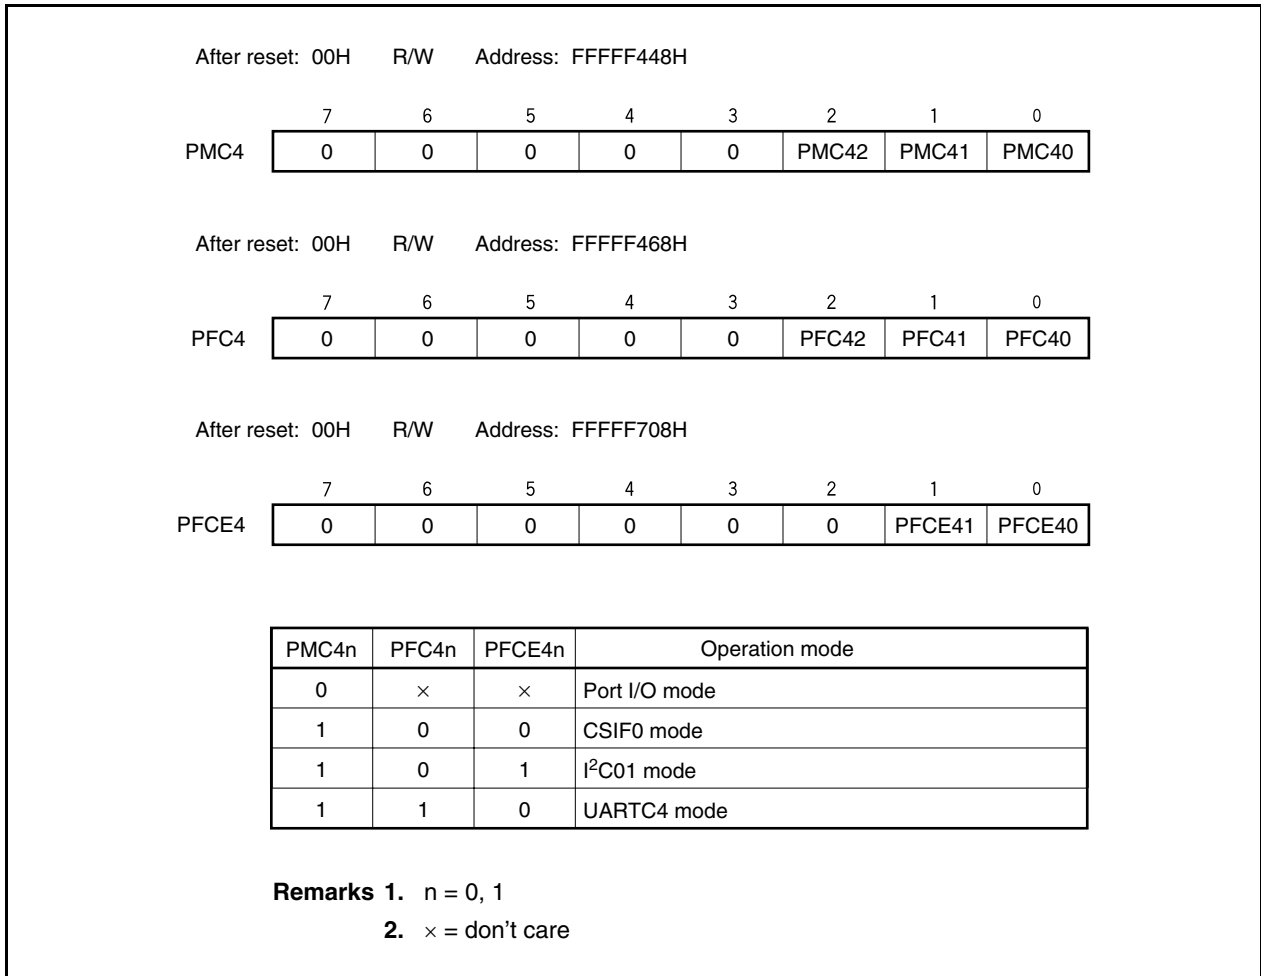 After reset: 00H R/W Address: FFFFF448H
7 6 5 4 3 2 1 0
PMC4 0 0 0 0 0 PMC42 PMC41 PMC40
After reset: 00H R/W Address: FFFFF468H
7 6 5 4 3 2 1 0
PFC4 0 0 0 0 0 PFC42 PFC41 PFC40
After reset: 00H R/W Address: FFFFF708H
7 6 5 4 3 2 1 0
PFCE4 0 0 0 0 0 0 PFCE41 PFCE40
PMC4n PFC4n PFCE4n Operation mode
0 × × Port I/O mode
1 0 0 CSIF0 mode
1 0 1 I²C01 mode
1 1 0 UARTC4 mode
Remarks 1. n = 0, 1
2. × = don't care